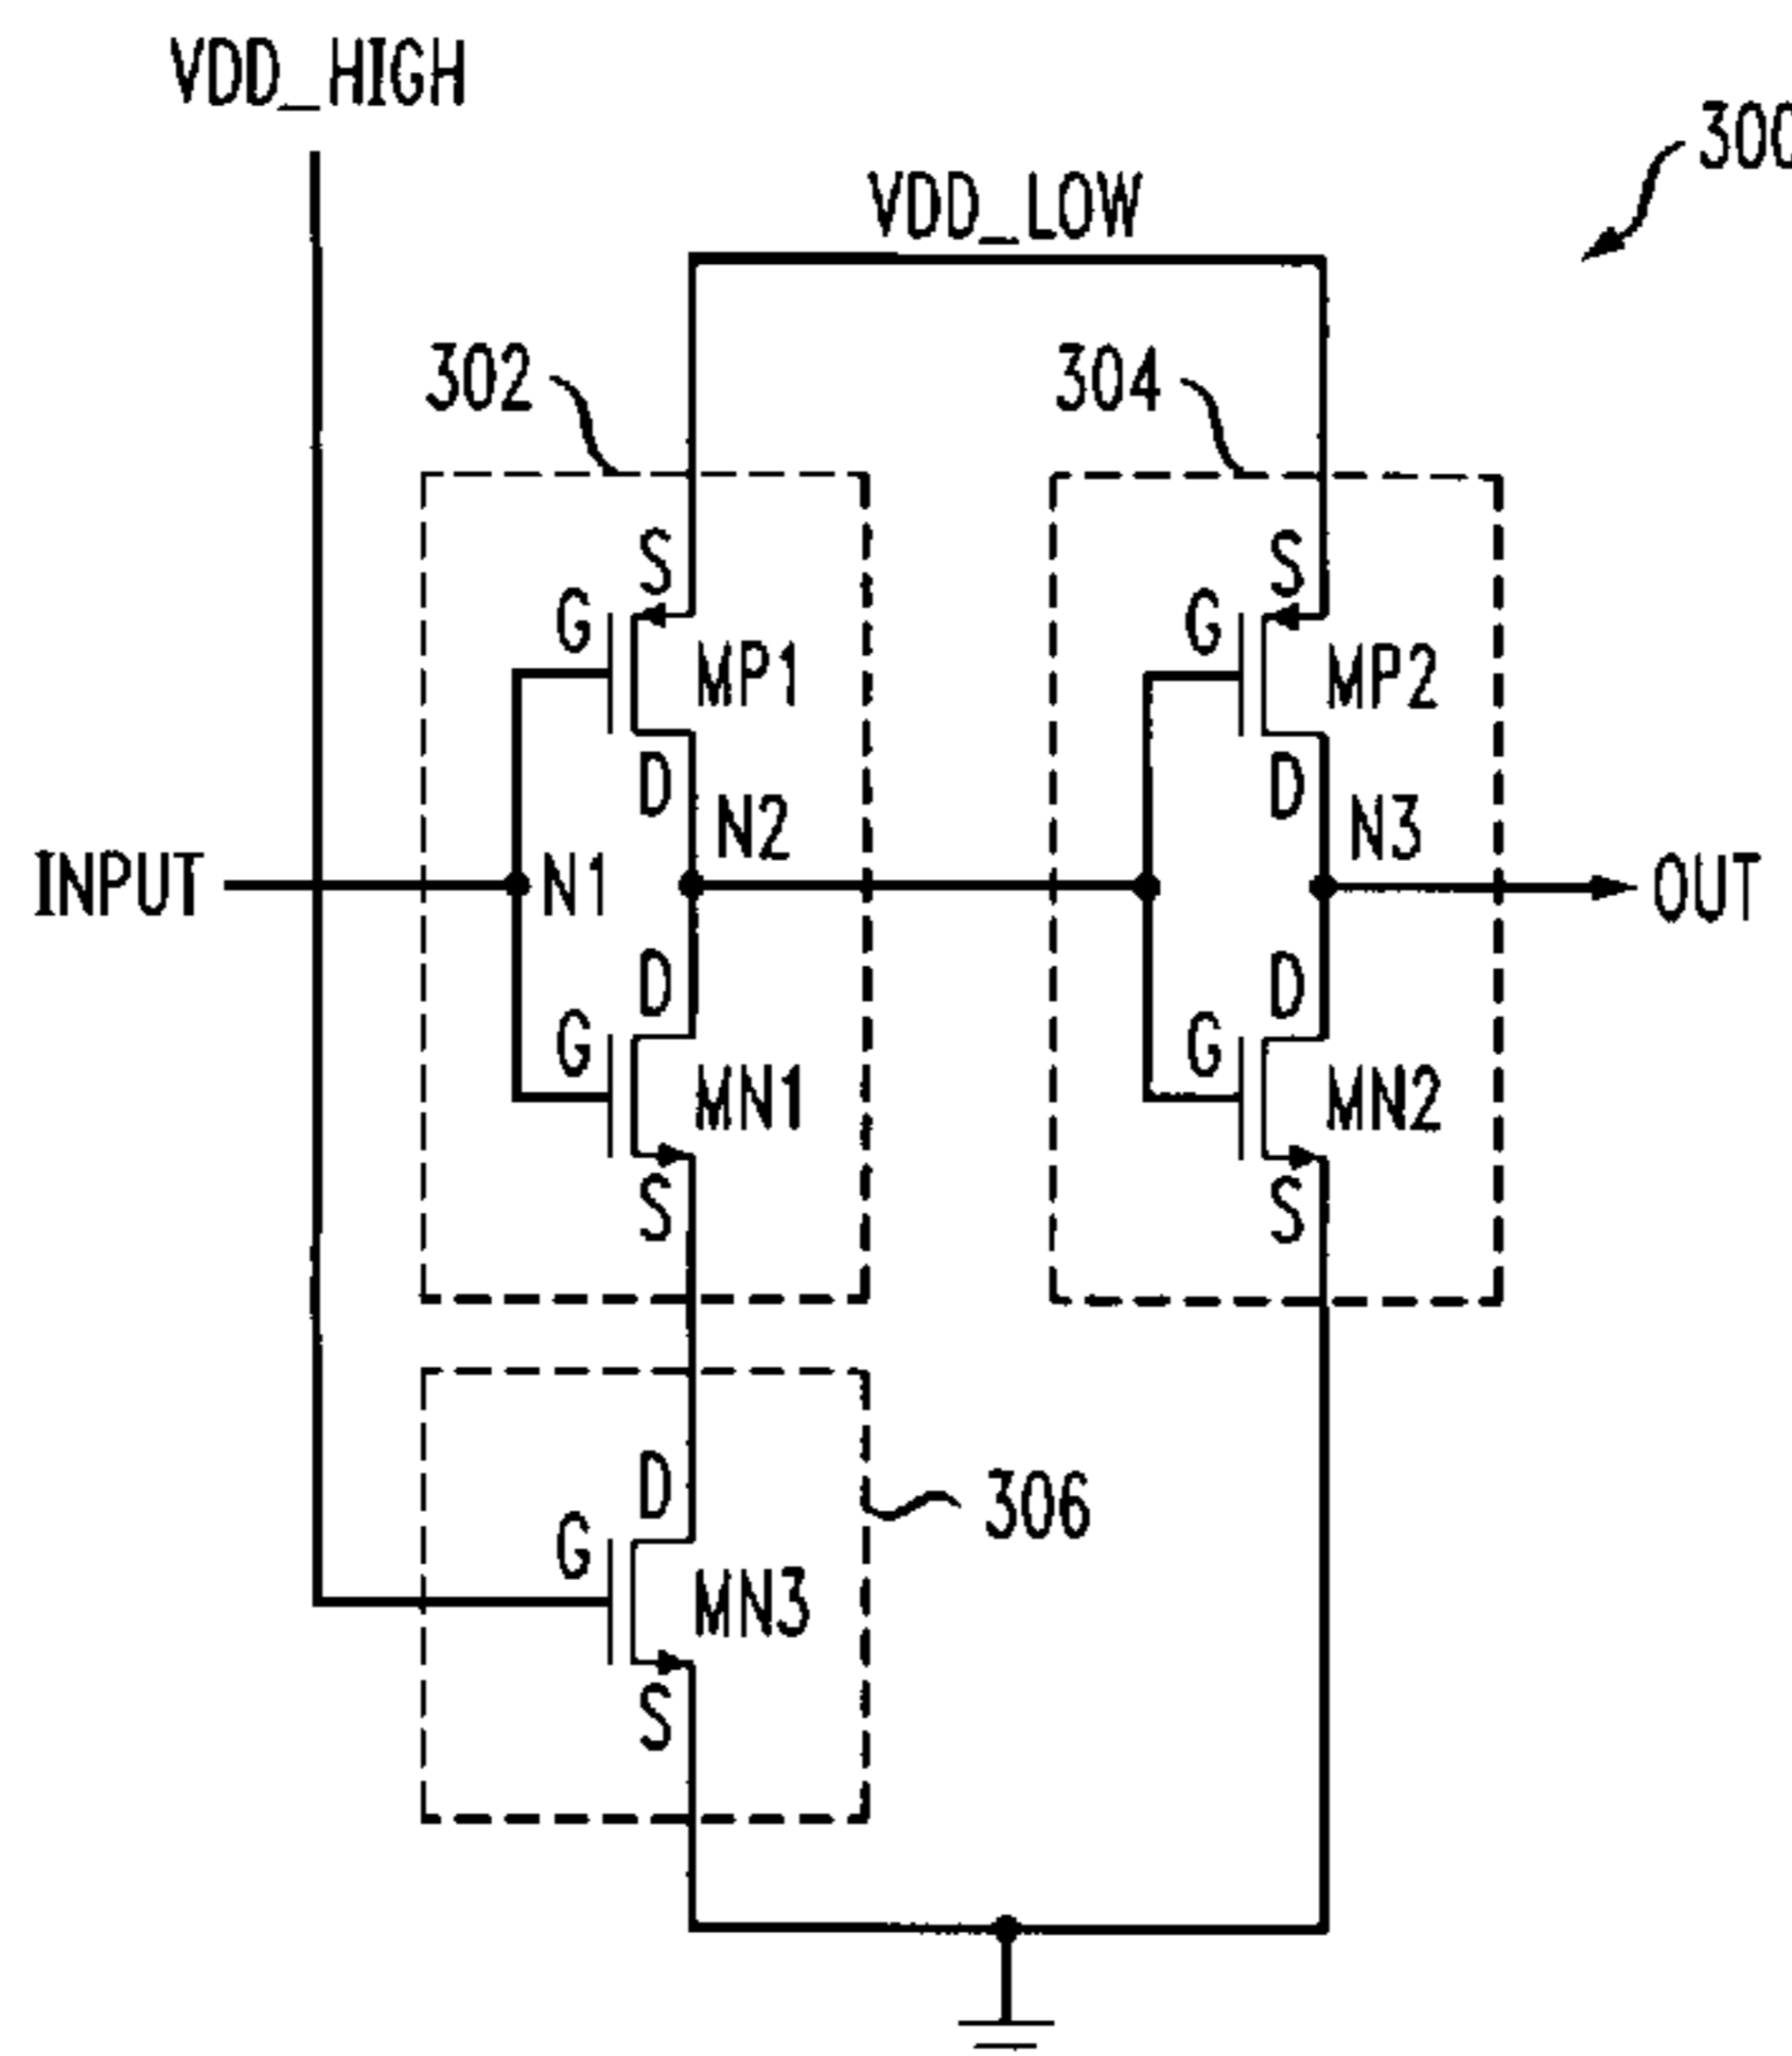 VDD_HIGH
300
VDD_LOW
302
304
S
S
G
G
MP1
MP2
D
D
N2
N3
INPUT
N1
OUT
D
D
G
G
MN1
MN2
S
S
D
306
G
MN3
S